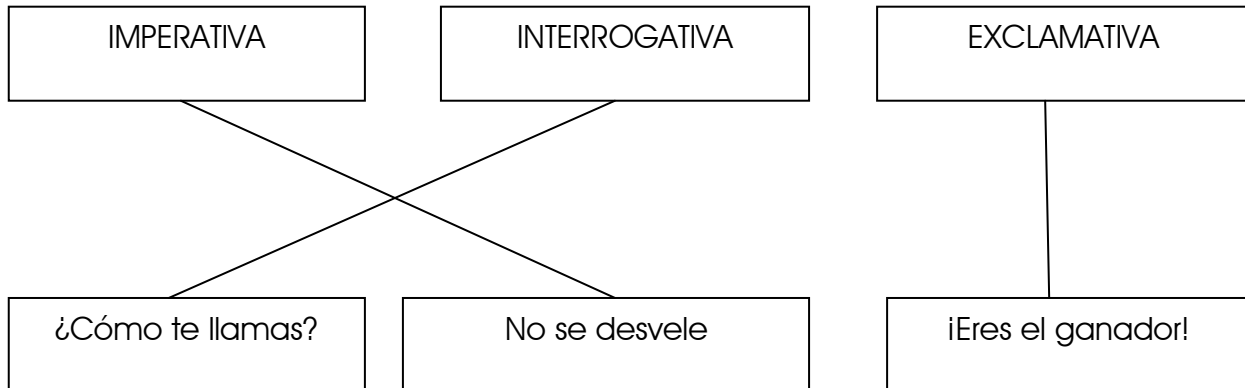 IMPERATIVA
INTERROGATIVA
EXCLAMATIVA
¿Cómo te llamas?
No se desvele
¡Eres el ganador!